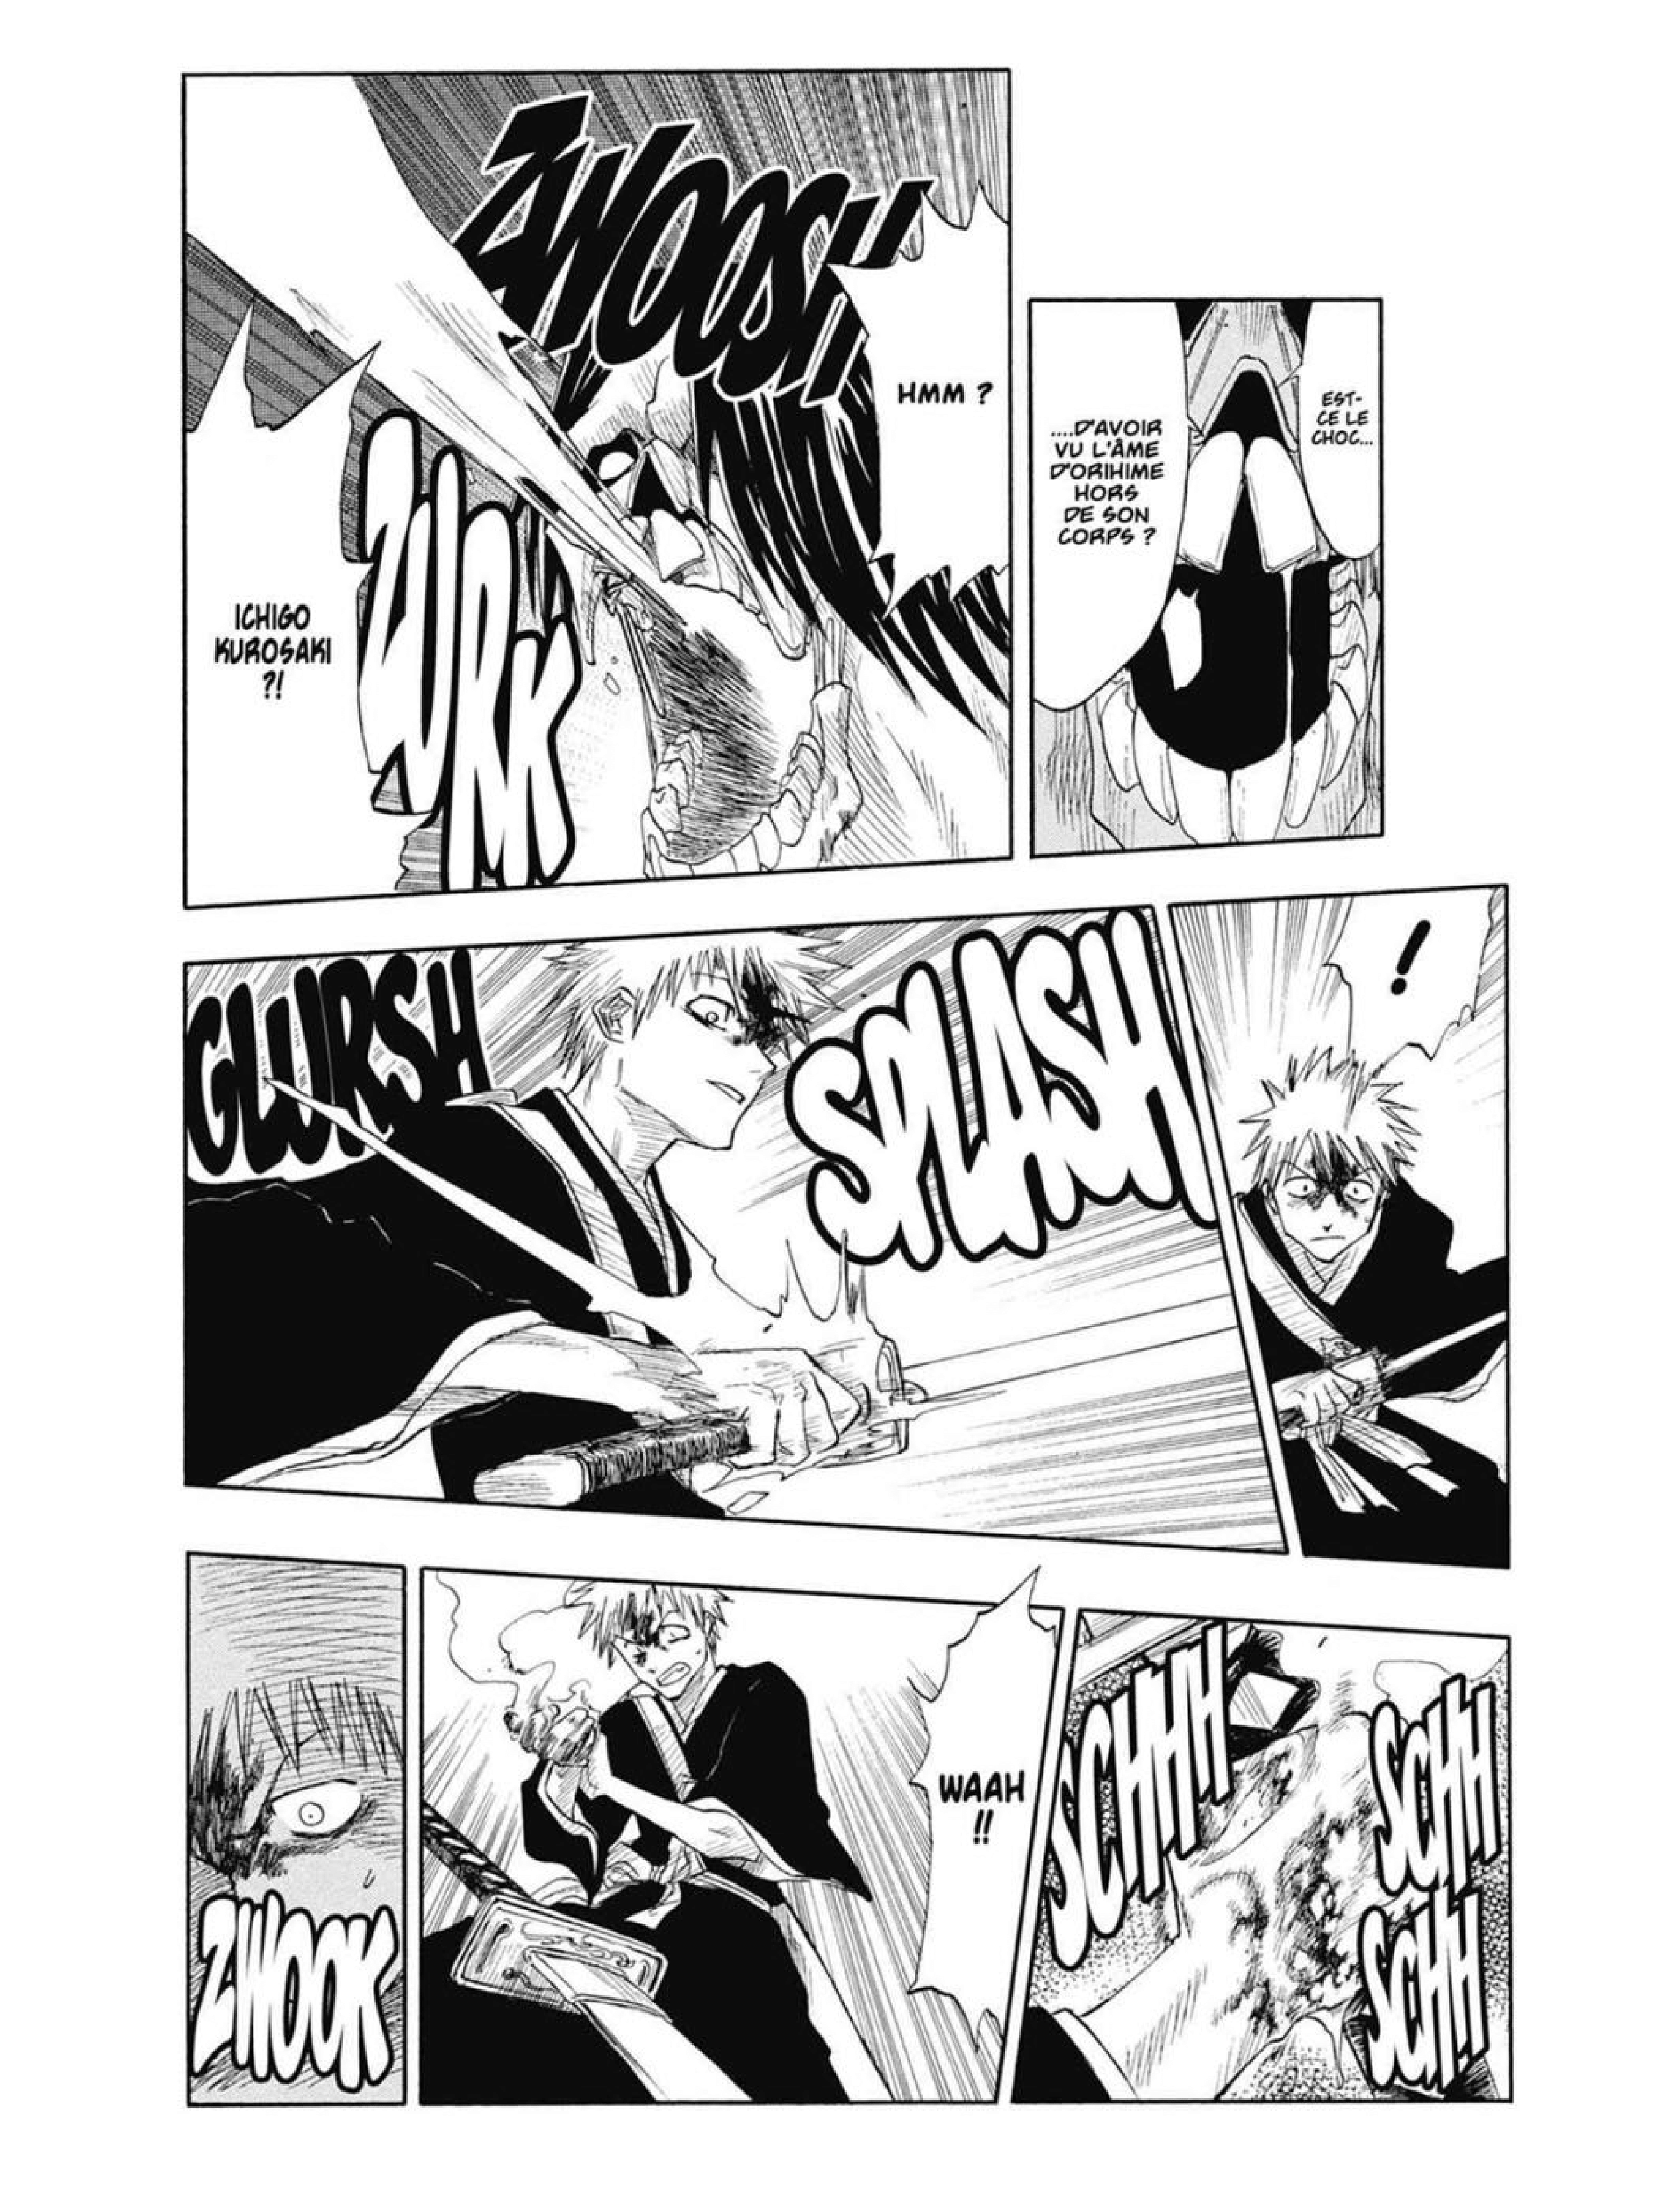 EST-
CE LE
CHOC...
....D'AVOIR
VU L'ÂME
D'ORIHIME
HORS
DE SON
CORPS ?
HMM ?
ZWOOSH
ZURK
ICHIGO
KUROSAKI
?!
!
SPLASH
GLURSH
SCHH
SCHHH
SCHH
WAAH
!!
ZWOOK